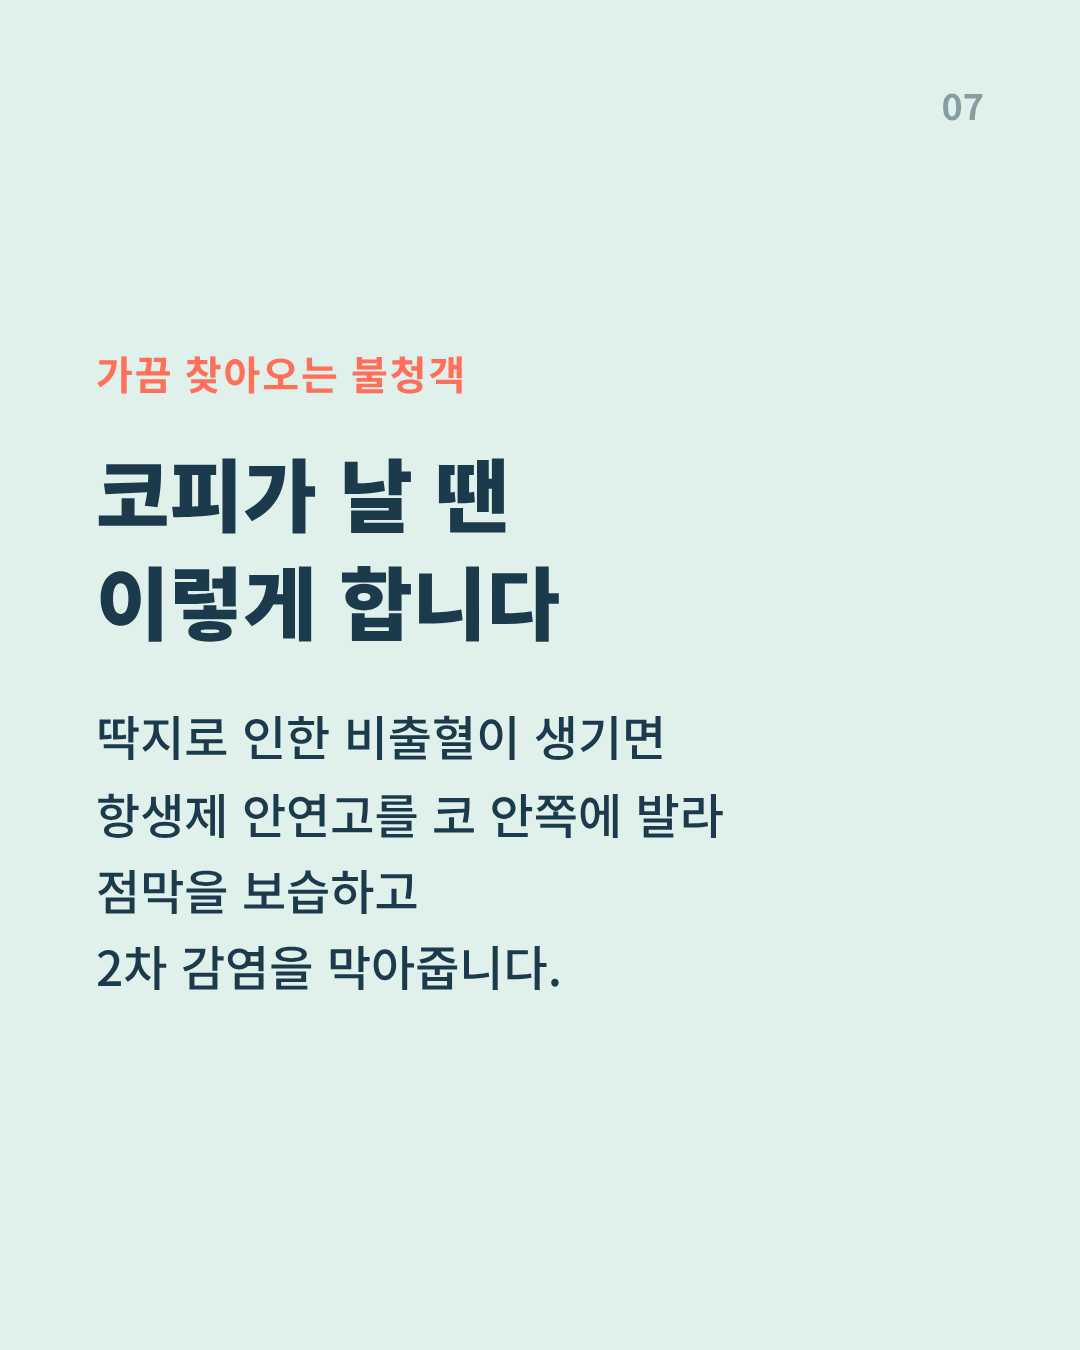 07
가끔 찾아오는 불청객
코피가 날 땐
이렇게 합니다
딱지로 인한 비출혈이 생기면
항생제 안연고를 코 안쪽에 발라
점막을 보습하고
2차 감염을 막아줍니다.